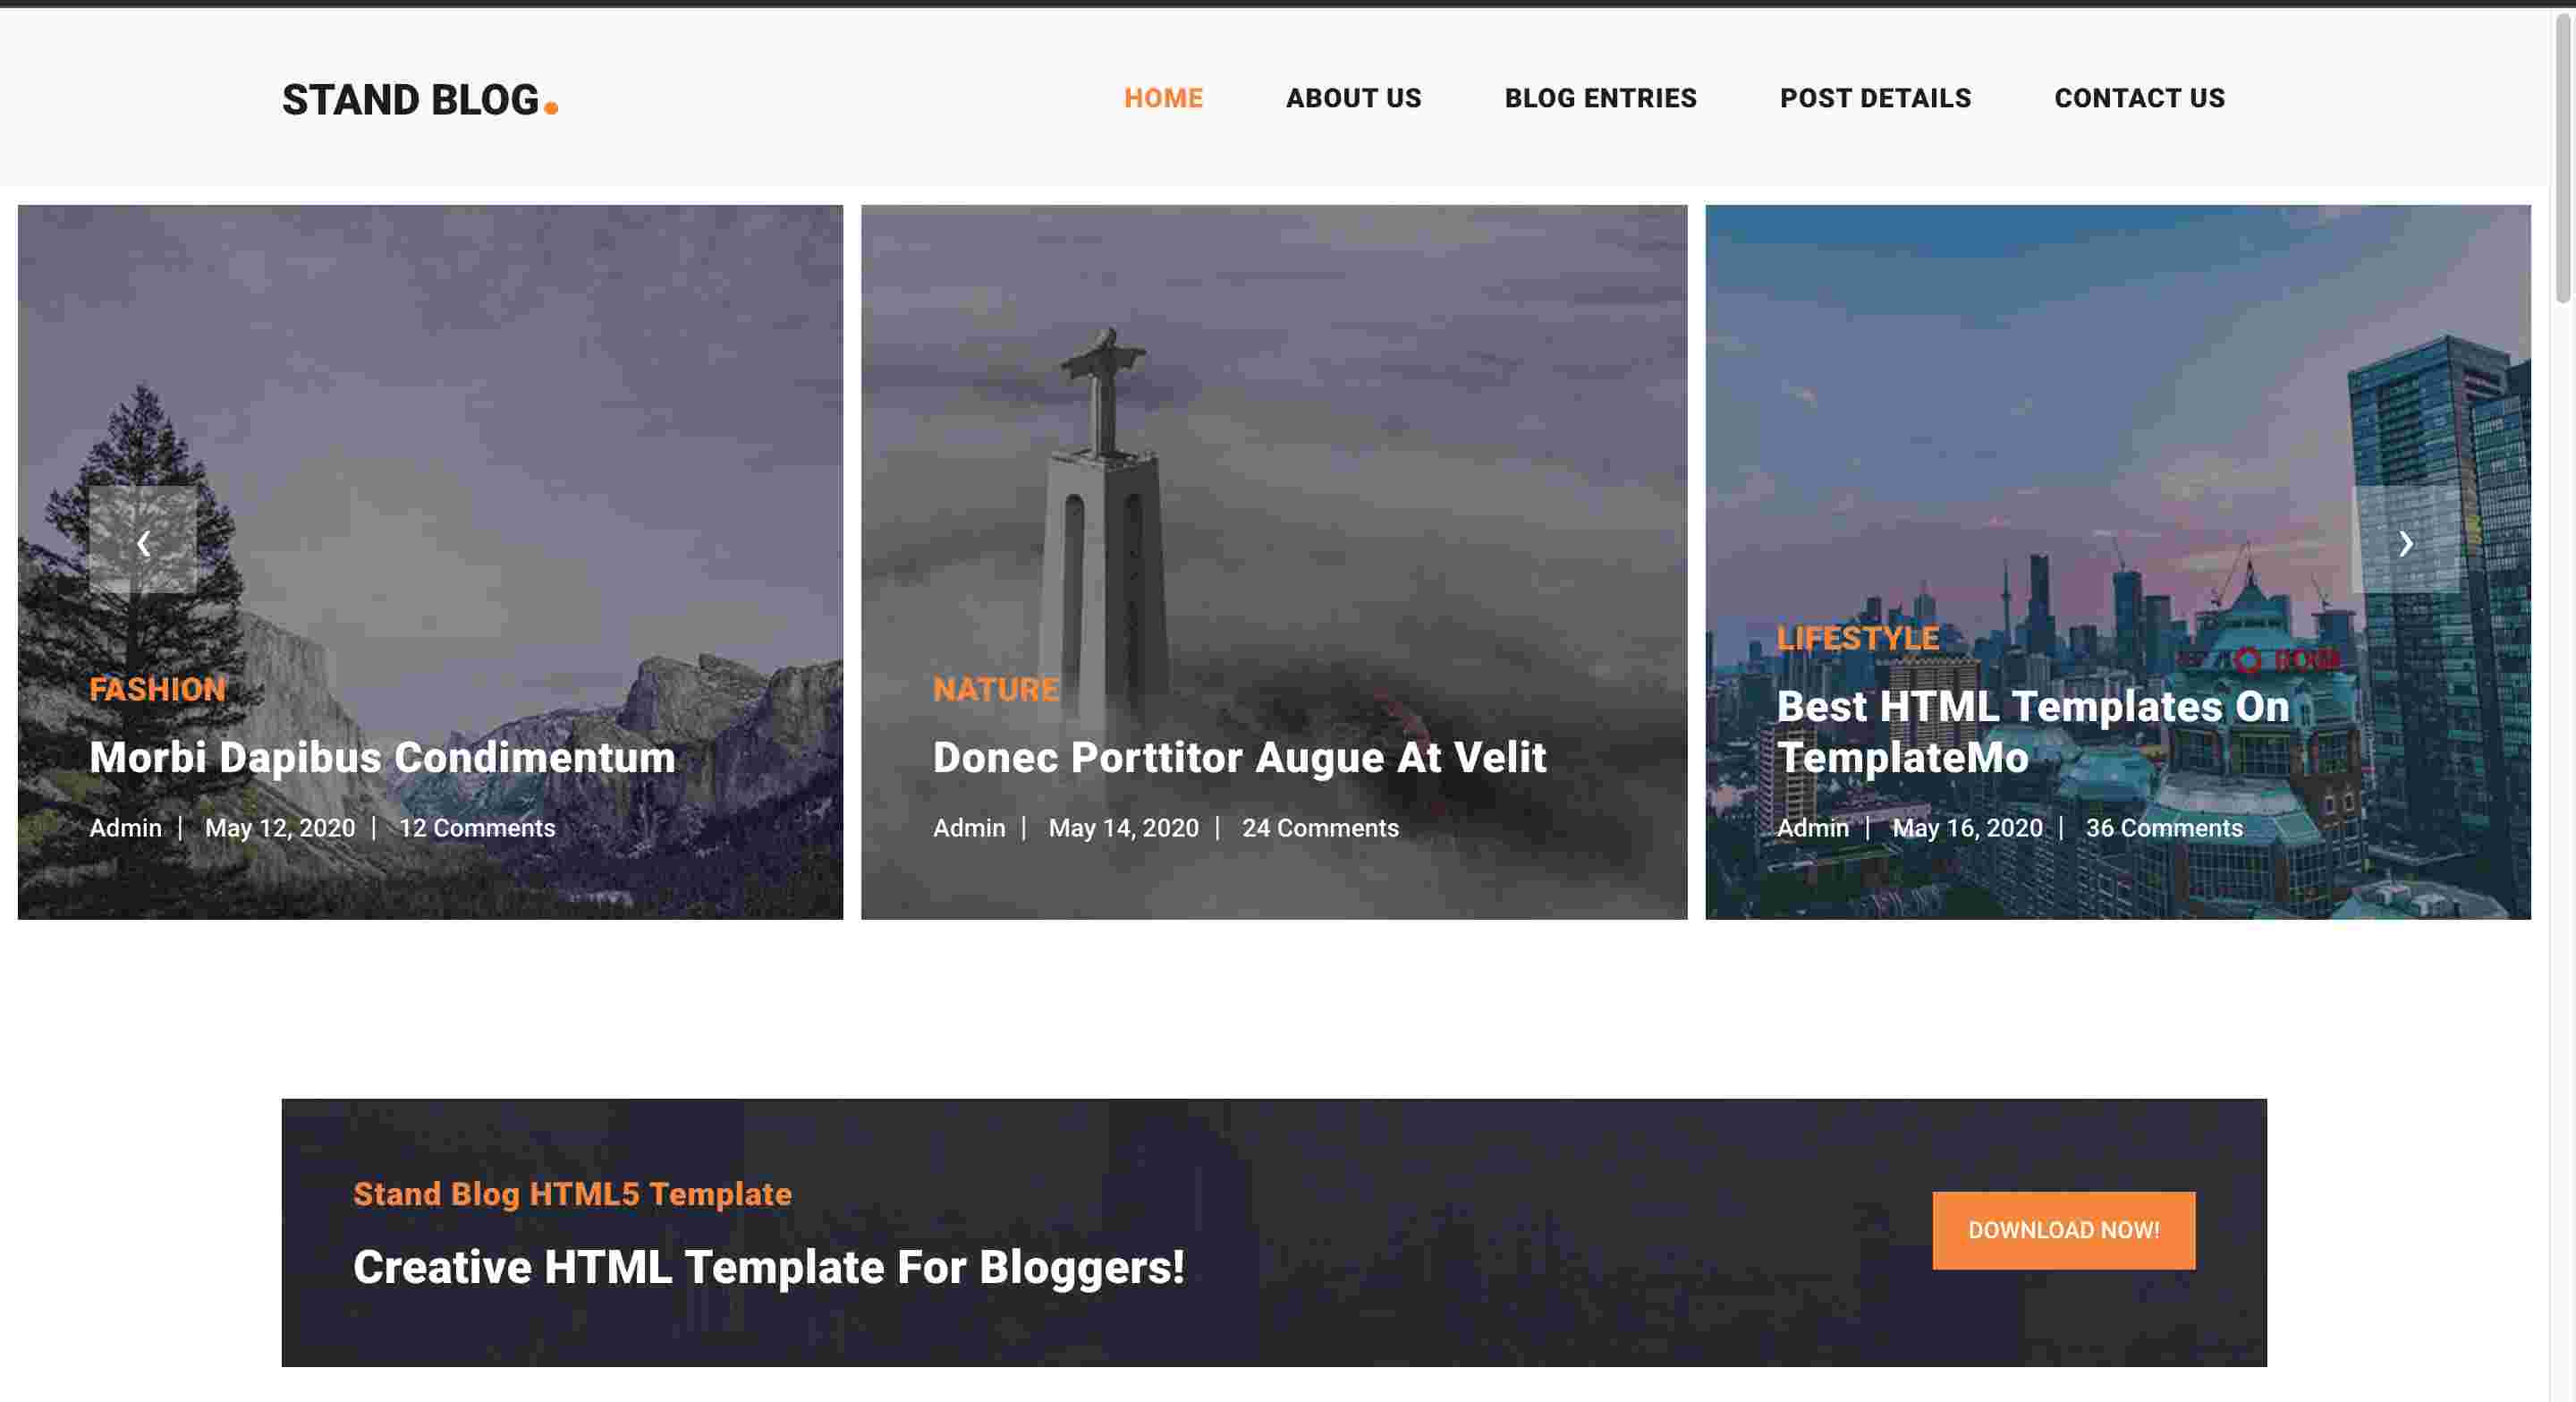 STAND BLOG.
HOME ABOUT US BLOG ENTRIES POST DETAILS CONTACT US
FASHION
Morbi Dapibus Condimentum
Admin | May 12, 2020 | 12 Comments
NATURE
Donec Porttitor Augue At Velit
Admin | May 14, 2020 | 24 Comments
LIFESTYLE
Best HTML Templates On
TemplateMo
Admin | May 16, 2020 | 36 Comments
Stand Blog HTML5 Template
Creative HTML Template For Bloggers!
DOWNLOAD NOW!